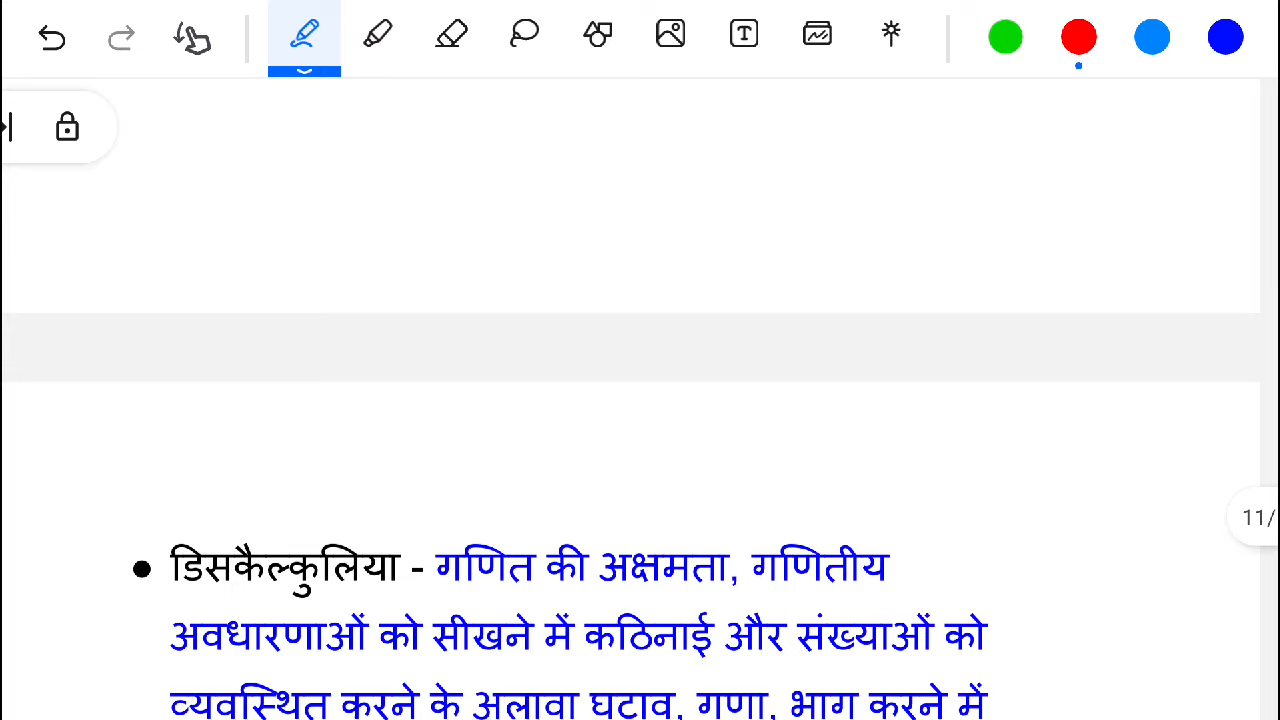 T
11/
● डिसकैल्कुलिया - गणित की अक्षमता, गणितीय
अवधारणाओं को सीखने में कठिनाई और संख्याओं को
व्यवस्थित करने के अलावा घटाव, गुणा, भाग करने में